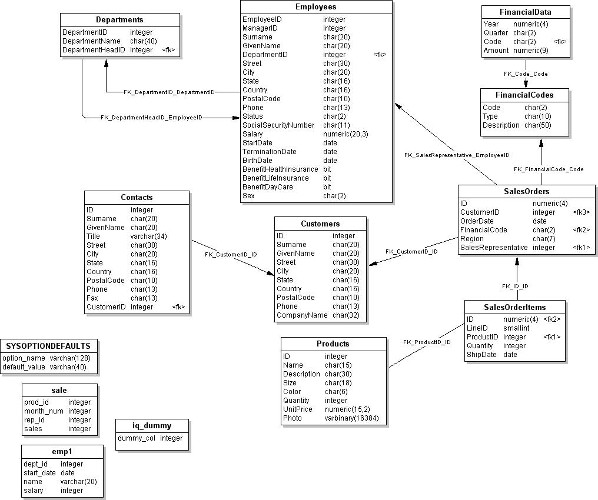 Departments
DepartmentID integer
DepartmentName char(40)
DepartmentHeadID integer <fk>
Employees
EmployeeID integer
ManagerID integer
Surname char(20)
GivenName char(20)
DepartmentID integer <fk>
Street char(30)
City char(20)
State char(16)
Country char(16)
PostalCode char(10)
Phone char(13)
Status char(2)
SocialSecurityNumber char(11)
Salary numeric(20,3)
StartDate date
TerminationDate date
BirthDate date
BenefitHealthInsurance bit
BenefitLifeInsurance bit
BenefitDayCare bit
Sex char(2)
FinancialData
Year numeric(4)
Quarter char(2)
Code char(2) <fk>
Amount numeric(9)
FK_Code_Code
FK_DepartmentID_DepartmentID
FK_DepartmentHeadID_EmployeeID
FinancialCodes
Code char(2)
Type char(10)
Description char(50)
FK_SalesRepresentative_EmployeeID
FK_FinancialCode_Code
Contacts
ID integer
Surname char(20)
GivenName char(20)
Title varchar(34)
Street char(30)
City char(20)
State char(16)
Country char(16)
PostalCode char(10)
Phone char(13)
Fax char(13)
CustomerID integer <fk>
FK_CustomerID_ID
Customers
ID integer
Surname char(20)
GivenName char(20)
Street char(30)
City char(20)
State char(16)
Country char(16)
PostalCode char(10)
Phone char(13)
CompanyName char(32)
FK_CustomerID_ID
SalesOrders
ID numeric(4)
CustomerID integer <fk3>
OrderDate date
FinancialCode char(2) <fk2>
Region char(7)
SalesRepresentative integer <fk1>
FK_ID_ID
SalesOrderItems
ID numeric(4) <fk2>
LineID smallint
ProductID integer <fk1>
Quantity integer
ShipDate date
FK_ProductID_ID
Products
ID integer
Name char(15)
Description char(30)
Size char(18)
Color char(6)
Quantity integer
UnitPrice numeric(15,2)
Photo varbinary(16384)
SYSOPTIONDEFAULTS
option_name varchar(128)
default_value varchar(40)
sale
prod_id integer
month_num integer
rep_id integer
sales integer
iq_dummy
dummy_col integer
emp1
dept_id integer
start_date date
name varchar(20)
salary integer